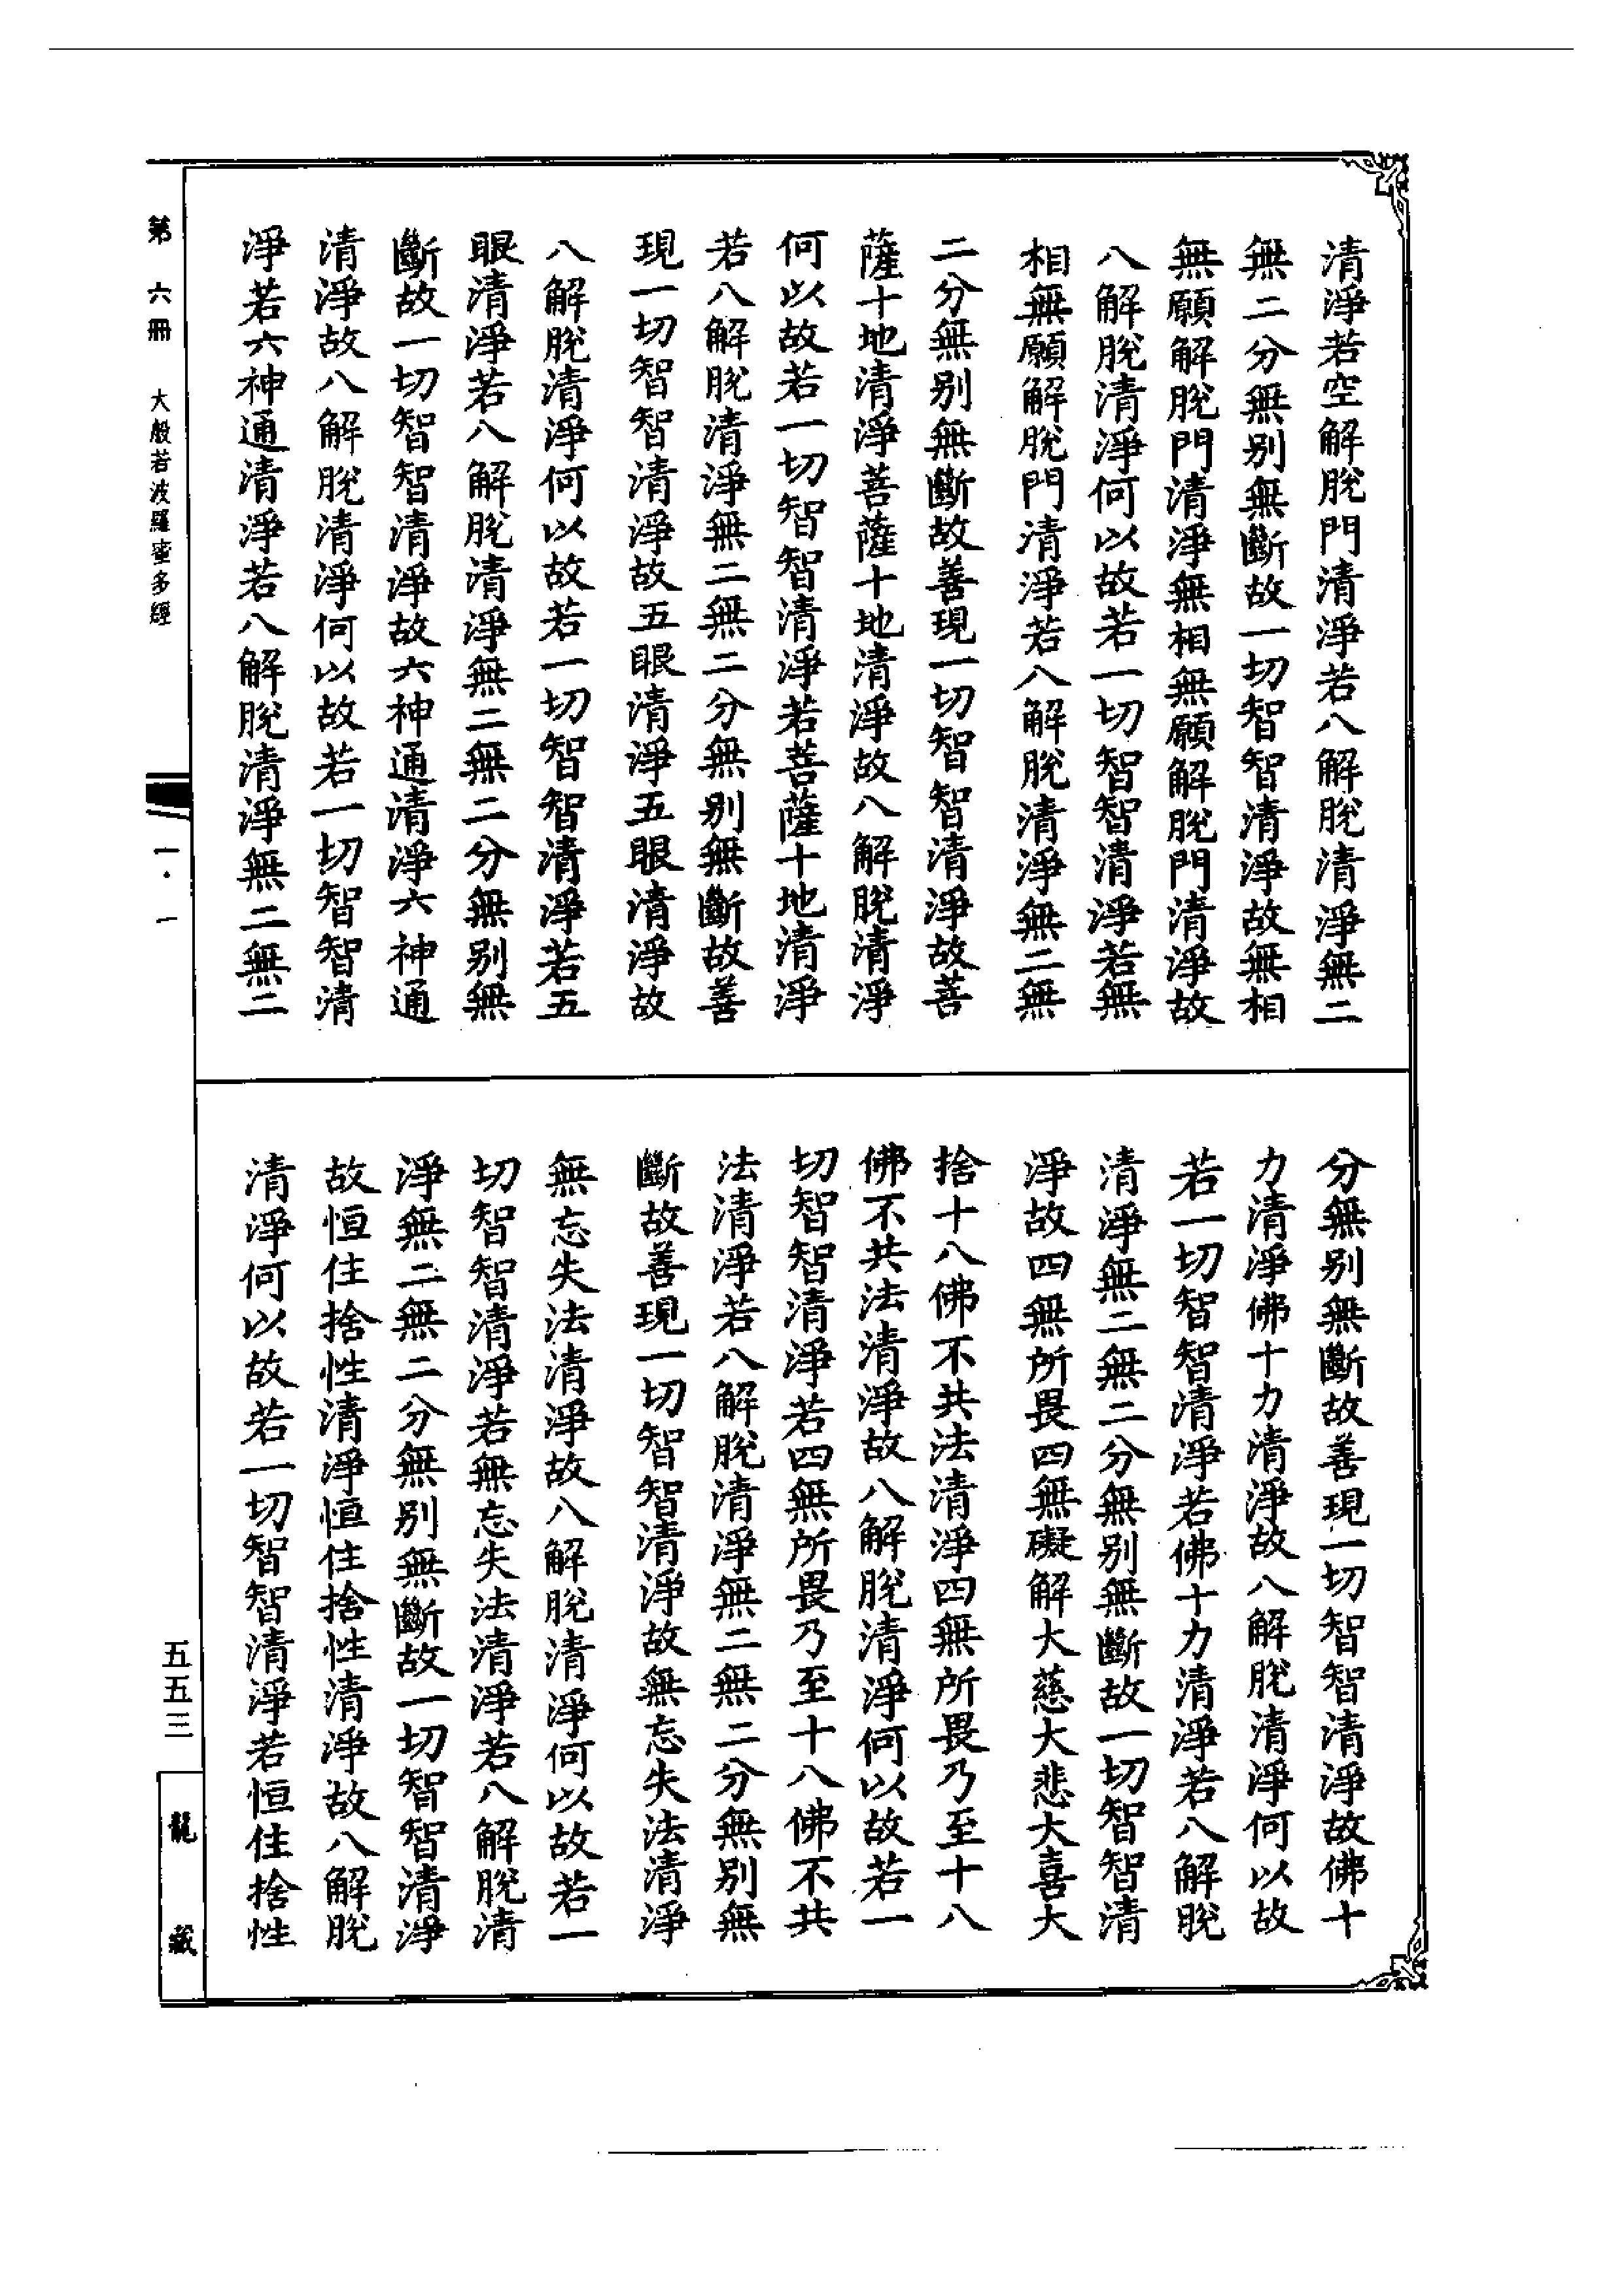 清淨若空解脫門清淨若八解脫清淨無二
無二分無別無斷故一切智智清淨故無相
無願解脫門清淨無相無願解脫門清淨故
八解脫清淨何以故若一切智智清淨若無
相無願解脫門清淨若八解脫清淨無二無
二分無別無斷故善現一切智智清淨故菩
薩十地清淨菩薩十地清淨故八解脫清淨
何以故若一切智智清淨若菩薩十地清淨
若八解脫清淨無二無二分無別無斷故善
現一切智智清淨故五眼清淨五眼清淨故
八解脫清淨何以故若一切智智清淨若五
眼清淨若八解脫清淨無二無二分無別無
斷故一切智智清淨故六神通清淨六神通
清淨故八解脫清淨何以故若一切智智清
淨若六神通清淨若八解脫清淨無二無二
分無別無斷故善現一切智智清淨故佛十
力清淨佛十力清淨故八解脫清淨何以故
若一切智智清淨若佛十力清淨若八解脫
清淨無二無二分無別無斷故一切智智清
淨故四無所畏四無礙解大慈大悲大喜大
捨十八佛不共法清淨四無所畏乃至十八
佛不共法清淨故八解脫清淨何以故若一
切智智清淨若四無所畏乃至十八佛不共
法清淨若八解脫清淨無二無二分無別無
斷故善現一切智智清淨故無忘失法清淨
無忘失法清淨故八解脫清淨何以故若一
切智智清淨若無忘失法清淨若八解脫清
淨無二無二分無別無斷故一切智智清淨
故恒住捨性清淨恒住捨性清淨故八解脫
清淨何以故若一切智智清淨若恒住捨性
第六冊 大般若波羅蜜多經
一·一
五五三
龍藏